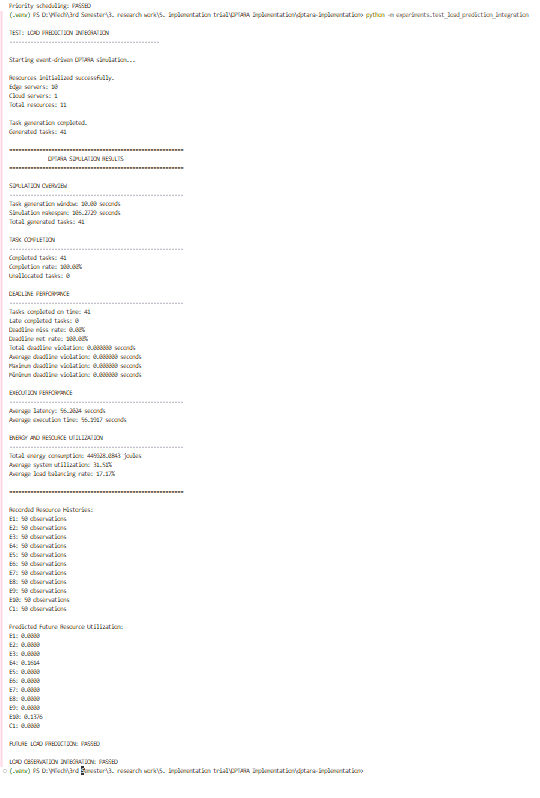 Priority scheduling: PASSED
(.venv) PS D:\MTech\3rd Semester\3. research work\5. implementation trial\DPTARA implementation\dptara-implementation> python -m experiments.test_load_prediction_integration
TEST: LOAD PREDICTION INTEGRATION
--------------------------------------------------
Starting event-driven DPTARA simulation...
Resources initialized successfully.
Edge servers: 10
Cloud servers: 1
Total resources: 11
Task generation completed.
Generated tasks: 41
============================================================
DPTARA SIMULATION RESULTS
============================================================
SIMULATION OVERVIEW
------------------------------------------------------------
Task generation window: 10.00 seconds
Simulation makespan: 106.2729 seconds
Total generated tasks: 41
TASK COMPLETION
------------------------------------------------------------
Completed tasks: 41
Completion rate: 100.00%
Unallocated tasks: 0
DEADLINE PERFORMANCE
------------------------------------------------------------
Tasks completed on time: 41
Late completed tasks: 0
Deadline miss rate: 0.00%
Deadline met rate: 100.00%
Total deadline violation: 0.000000 seconds
Average deadline violation: 0.000000 seconds
Maximum deadline violation: 0.000000 seconds
Minimum deadline violation: 0.000000 seconds
EXECUTION PERFORMANCE
------------------------------------------------------------
Average latency: 56.2024 seconds
Average execution time: 56.1917 seconds
ENERGY AND RESOURCE UTILIZATION
------------------------------------------------------------
Total energy consumption: 445928.0843 joules
Average system utilization: 31.51%
Average load balancing rate: 17.17%
============================================================
Recorded Resource Histories:
E1: 50 observations
E2: 50 observations
E3: 50 observations
E4: 50 observations
E5: 50 observations
E6: 50 observations
E7: 50 observations
E8: 50 observations
E9: 50 observations
E10: 50 observations
C1: 50 observations
Predicted Future Resource Utilization:
E1: 0.0000
E2: 0.0000
E3: 0.0000
E4: 0.1614
E5: 0.0000
E6: 0.0000
E7: 0.0000
E8: 0.0000
E9: 0.0000
E10: 0.1376
C1: 0.0000
FUTURE LOAD PREDICTION: PASSED
LOAD OBSERVATION INTEGRATION: PASSED
(.venv) PS D:\MTech\3rd Semester\3. research work\5. implementation trial\DPTARA implementation\dptara-implementation>